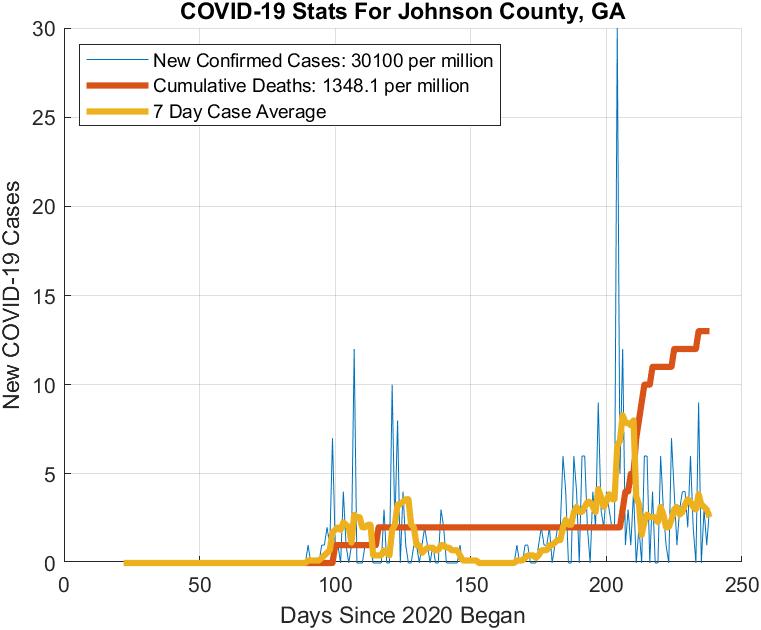 COVID-19 Stats For Johnson County, GA
New Confirmed Cases: 30100 per million
Cumulative Deaths: 1348.1 per million
7 Day Case Average
New COVID-19 Cases
30
25
20
15
10
5
0
0
50
100
150
200
250
Days Since 2020 Began